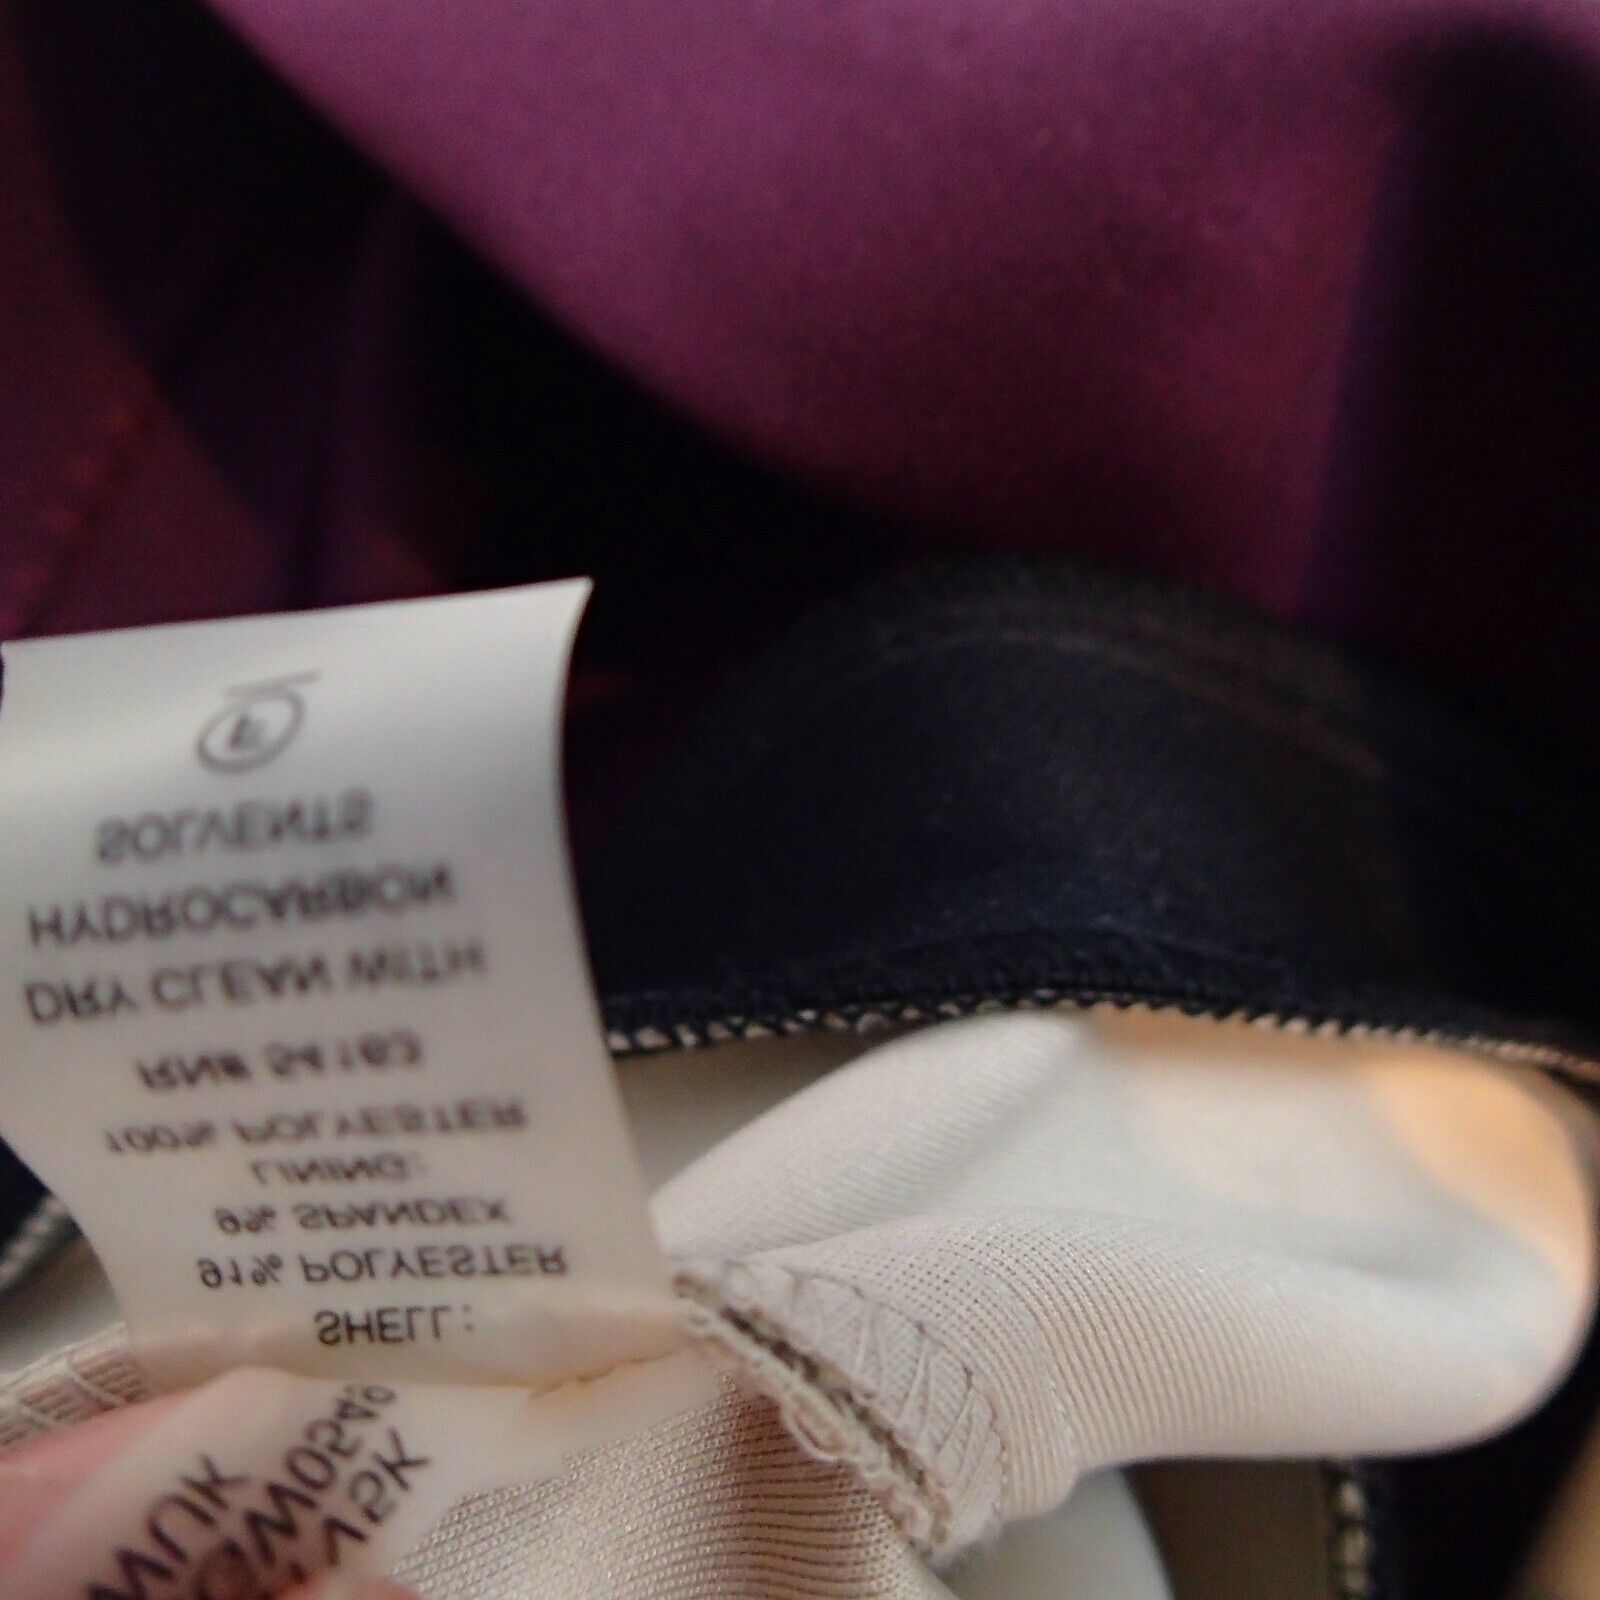 SHELL:
91% POLYESTER
9% SPANDEX
LINING:
100% POLYESTER
RN# 54163
DRY CLEAN WITH
HYDROCARBON
SOLVENTS
F